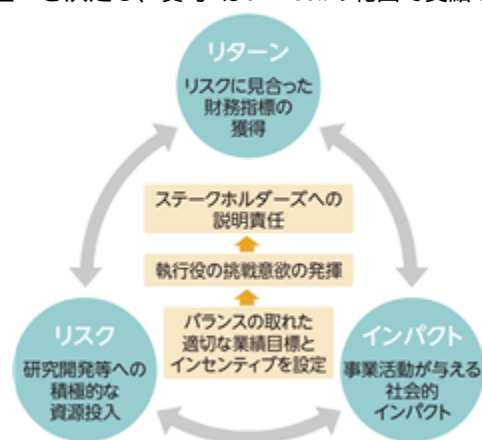 リターン
リスクに見合った
財務指標の
獲得
ステークホルダーズへの
説明責任
執行役の挑戦意欲の発揮
バランスの取れた
適切な業績目標と
インセンティブを設定
リスク
研究開発等への
積極的な
資源投入
インパクト
事業活動が与える
社会的
インパクト